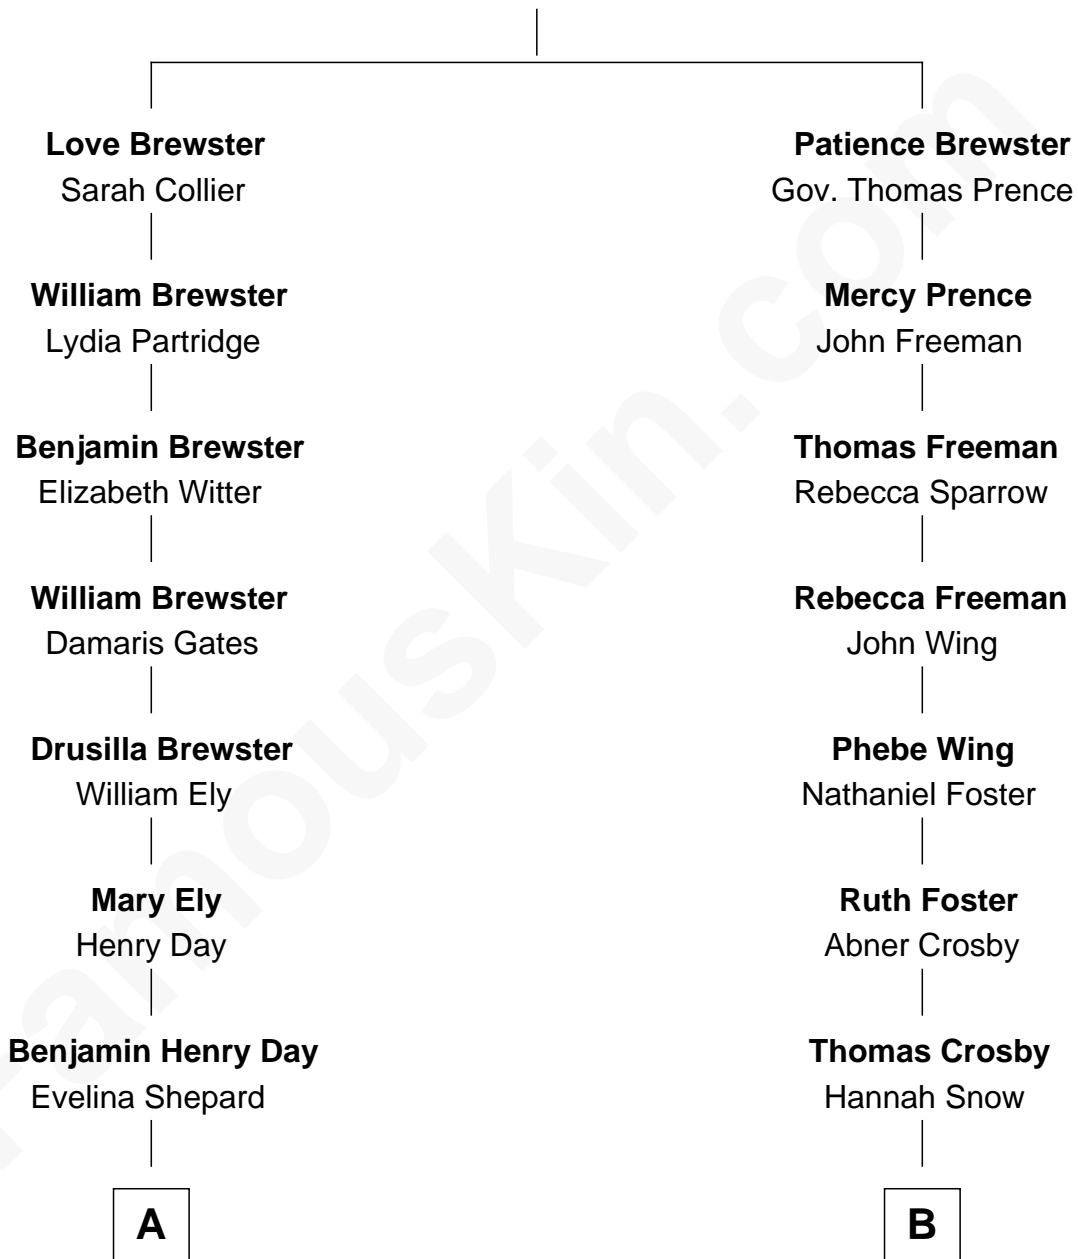 Love Brewster
Sarah Collier
William Brewster
Lydia Partridge
Benjamin Brewster
Elizabeth Witter
William Brewster
Damaris Gates
Drusilla Brewster
William Ely
Mary Ely
Henry Day
Benjamin Henry Day
Evelina Shepard
A
Patience Brewster
Gov. Thomas Prence
Mercy Prence
John Freeman
Thomas Freeman
Rebecca Sparrow
Rebecca Freeman
John Wing
Phebe Wing
Nathaniel Foster
Ruth Foster
Abner Crosby
Thomas Crosby
Hannah Snow
B
FamousKin.com